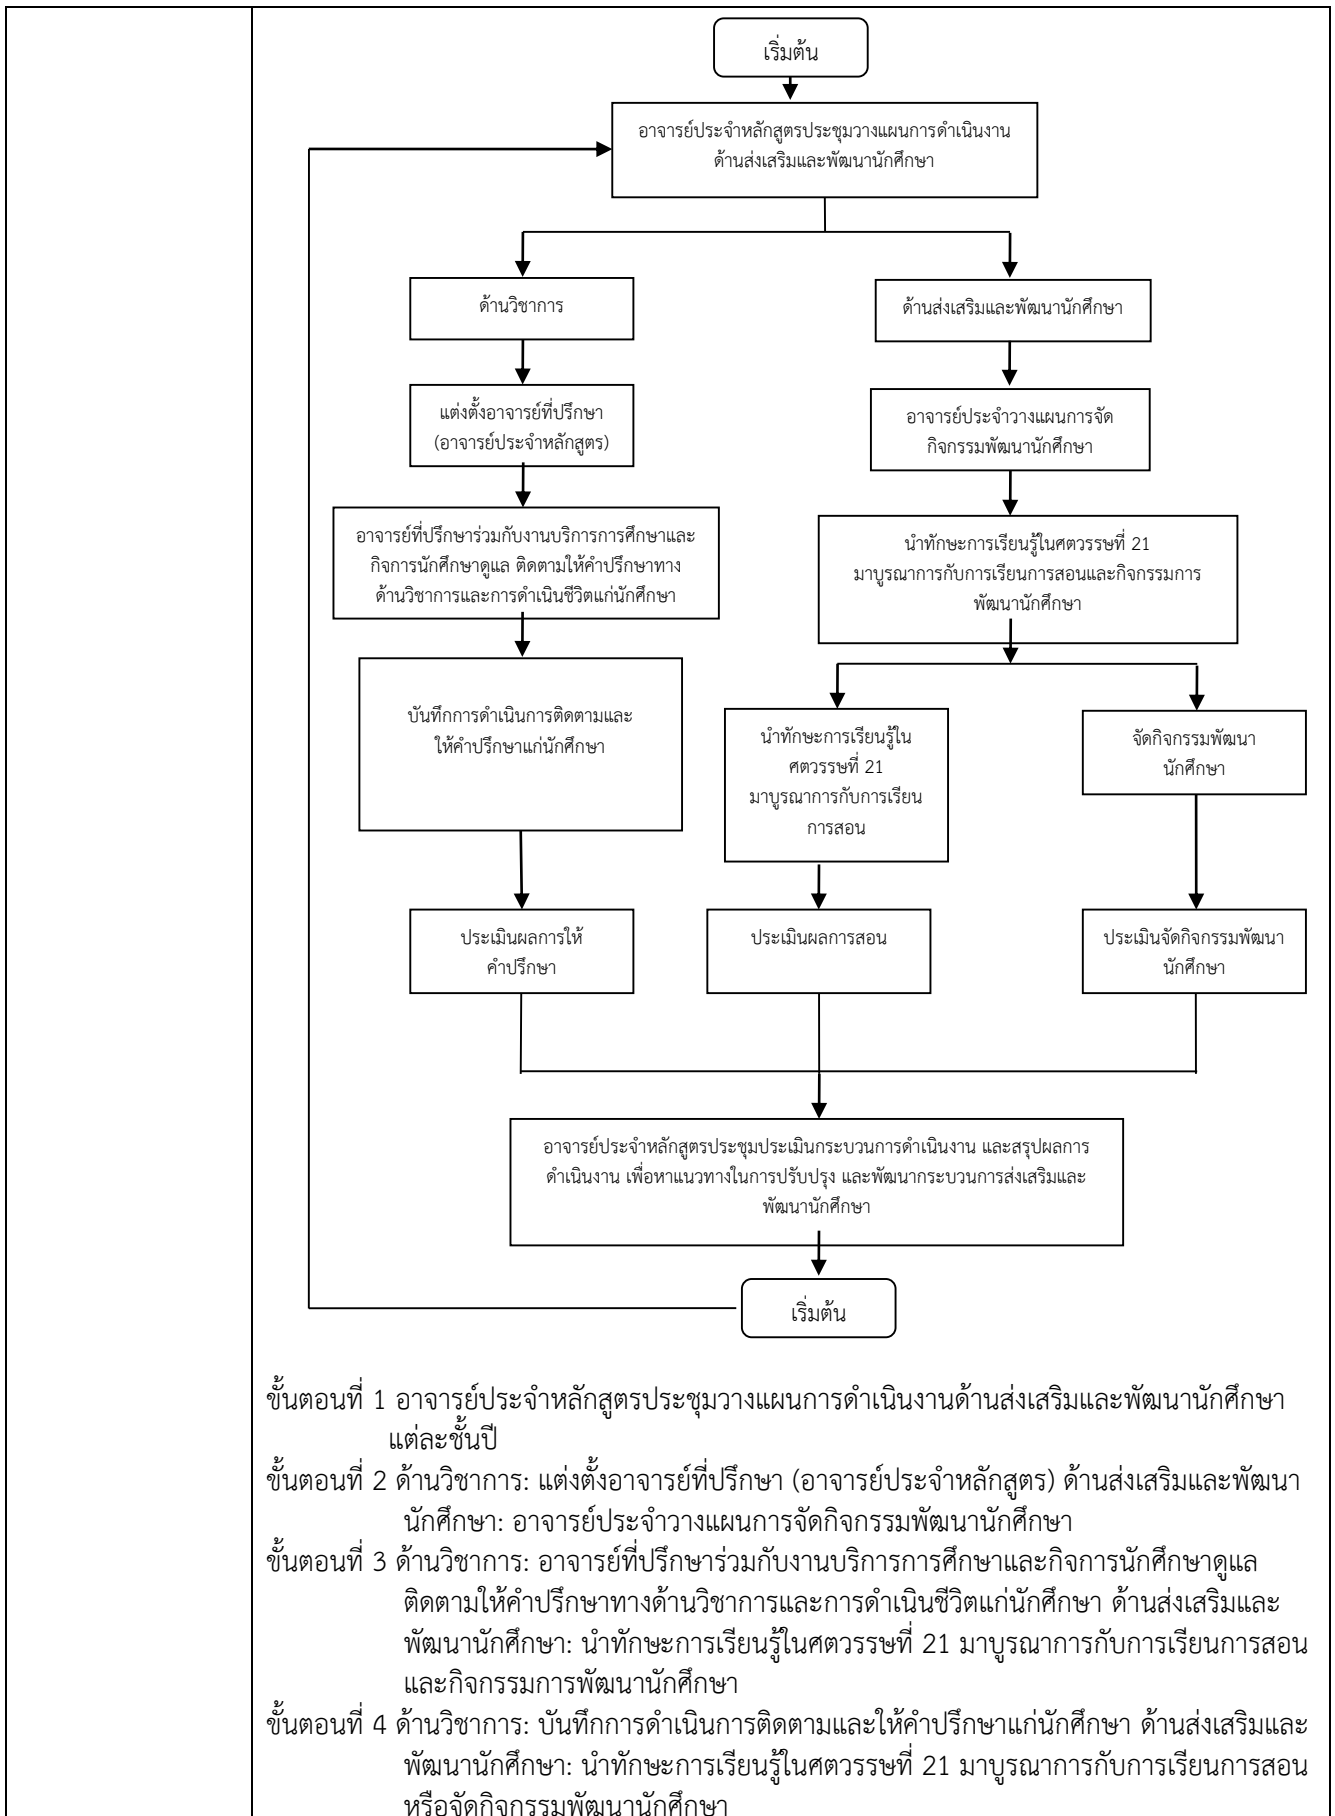 เริ่มต้น
อาจารย์ประจำหลักสูตรประชุมวางแผนการดำเนินงาน
ด้านส่งเสริมและพัฒนานักศึกษา
ด้านวิชาการ
ด้านส่งเสริมและพัฒนานักศึกษา
แต่งตั้งอาจารย์ที่ปรึกษา
(อาจารย์ประจำหลักสูตร)
อาจารย์ประจำวางแผนการจัด
กิจกรรมพัฒนานักศึกษา
อาจารย์ที่ปรึกษาร่วมกับงานบริการการศึกษาและ
กิจการนักศึกษาดูแล ติดตามให้คำปรึกษาทาง
ด้านวิชาการและการดำเนินชีวิตแก่นักศึกษา
นำทักษะการเรียนรู้ในศตวรรษที่ 21
มาบูรณาการกับการเรียนการสอนและกิจกรรมการ
พัฒนานักศึกษา
บันทึกการดำเนินการติดตามและ
ให้คำปรึกษาแก่นักศึกษา
นำทักษะการเรียนรู้ใน
ศตวรรษที่ 21
มาบูรณาการกับการเรียน
การสอน
จัดกิจกรรมพัฒนา
นักศึกษา
ประเมินผลการให้
คำปรึกษา
ประเมินผลการสอน
ประเมินจัดกิจกรรมพัฒนา
นักศึกษา
อาจารย์ประจำหลักสูตรประชุมประเมินกระบวนการดำเนินงาน และสรุปผลการ
ดำเนินงาน เพื่อหาแนวทางในการปรับปรุง และพัฒนากระบวนการส่งเสริมและ
พัฒนานักศึกษา
เริ่มต้น
ขั้นตอนที่ 1 อาจารย์ประจำหลักสูตรประชุมวางแผนการดำเนินงานด้านส่งเสริมและพัฒนานักศึกษา
แต่ละชั้นปี
ขั้นตอนที่ 2 ด้านวิชาการ: แต่งตั้งอาจารย์ที่ปรึกษา (อาจารย์ประจำหลักสูตร) ด้านส่งเสริมและพัฒนา
นักศึกษา: อาจารย์ประจำวางแผนการจัดกิจกรรมพัฒนานักศึกษา
ขั้นตอนที่ 3 ด้านวิชาการ: อาจารย์ที่ปรึกษาร่วมกับงานบริการการศึกษาและกิจการนักศึกษาดูแล
ติดตามให้คำปรึกษาทางด้านวิชาการและการดำเนินชีวิตแก่นักศึกษา ด้านส่งเสริมและ
พัฒนานักศึกษา: นำทักษะการเรียนรู้ในศตวรรษที่ 21 มาบูรณาการกับการเรียนการสอน
และกิจกรรมการพัฒนานักศึกษา
ขั้นตอนที่ 4 ด้านวิชาการ: บันทึกการดำเนินการติดตามและให้คำปรึกษาแก่นักศึกษา ด้านส่งเสริมและ
พัฒนานักศึกษา: นำทักษะการเรียนรู้ในศตวรรษที่ 21 มาบูรณาการกับการเรียนการสอน
หรือจัดกิจกรรมพัฒนานักศึกษา